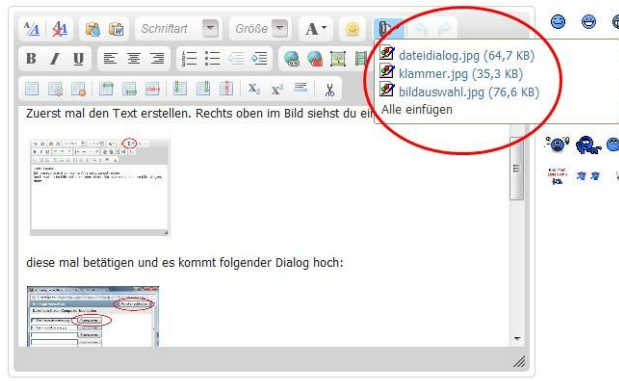 Schriftart
Größe
A
B I U
X₂ X²
dateidialog.jpg (64,7 KB)
klammer.jpg (35,3 KB)
bildauswahl.jpg (76,6 KB)
Alle einfügen
Zuerst mal den Text erstellen. Rechts oben im Bild siehst du
diese mal betätigen und es kommt folgender Dialog hoch: